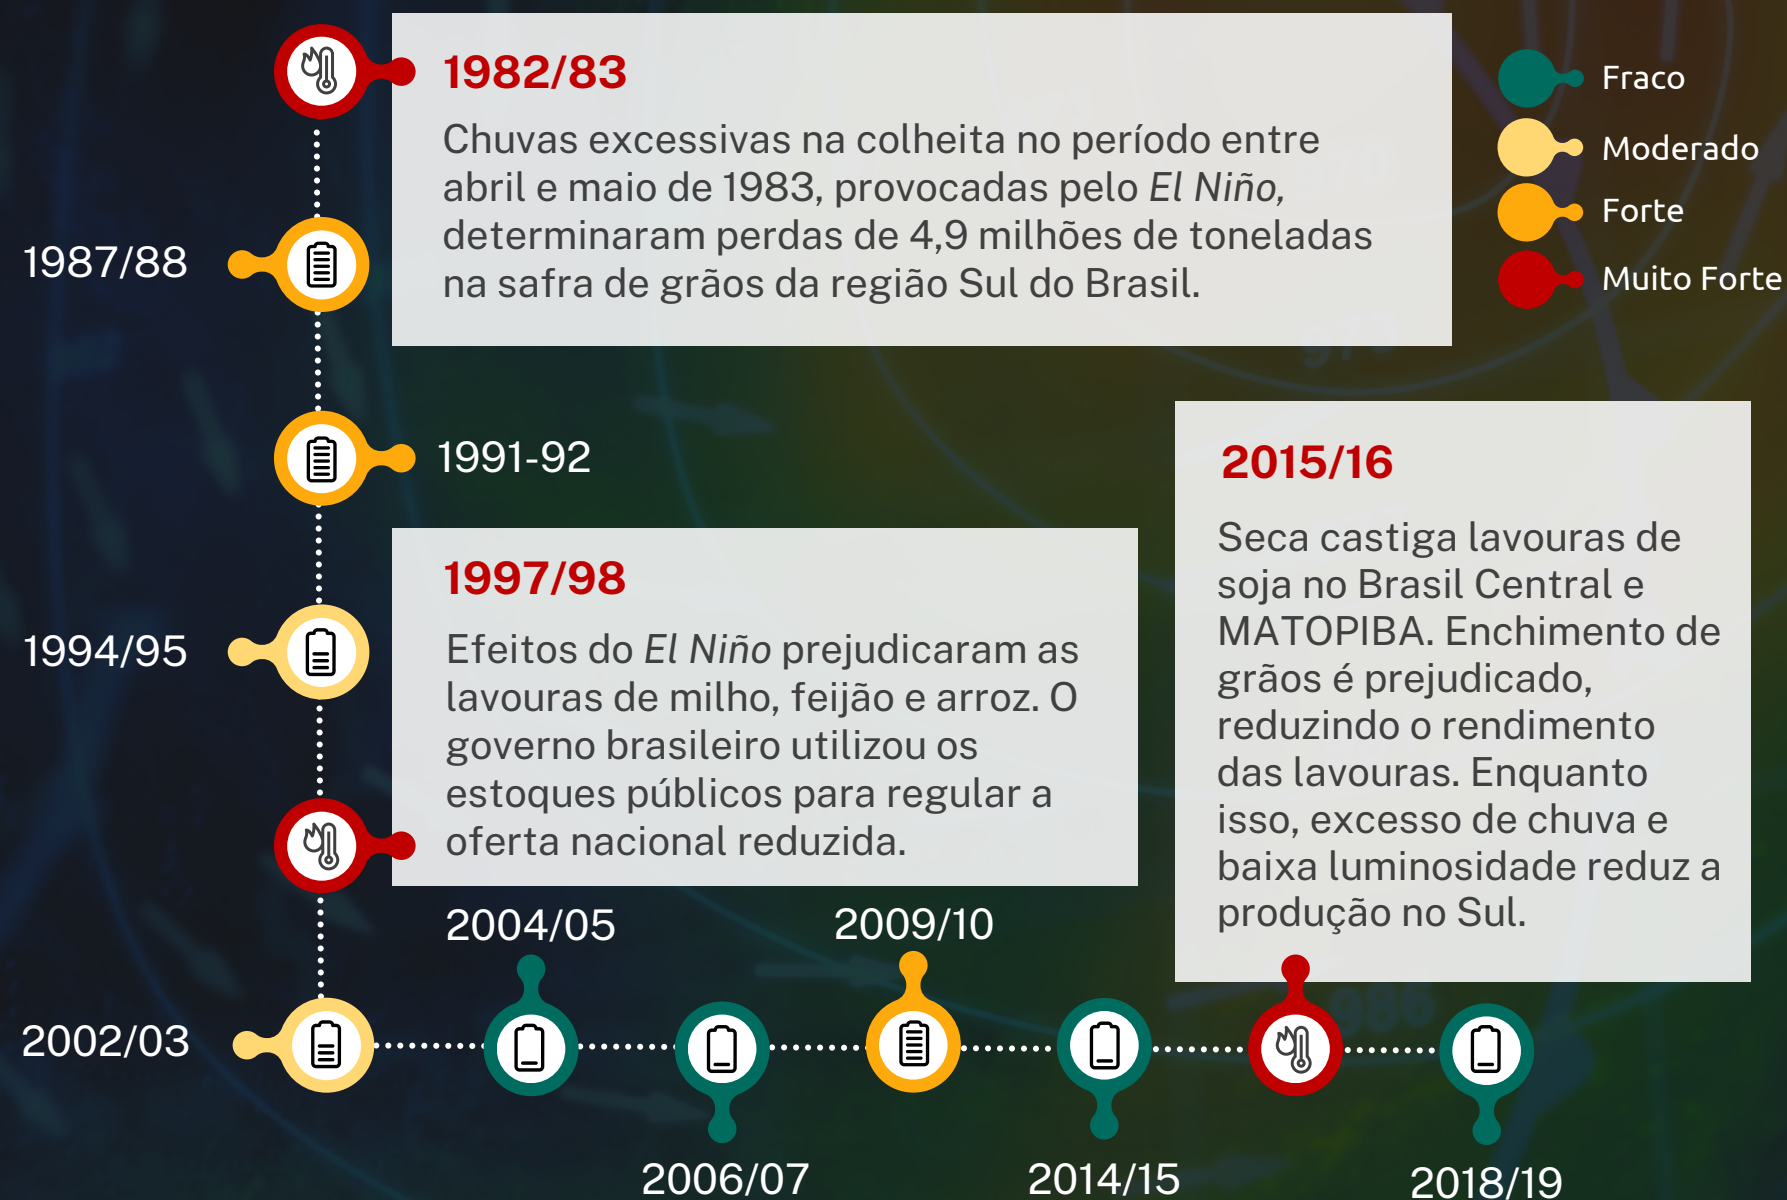 1982/83
Chuvas excessivas na colheita no período entre
abril e maio de 1983, provocadas pelo El Niño,
determinaram perdas de 4,9 milhões de toneladas
na safra de grãos da região Sul do Brasil.
Fraco
Moderado
Forte
Muito Forte
1987/88
1991-92
1994/95
1997/98
Efeitos do El Niño prejudicaram as
lavouras de milho, feijão e arroz. O
governo brasileiro utilizou os
estoques públicos para regular a
oferta nacional reduzida.
2015/16
Seca castiga lavouras de
soja no Brasil Central e
MATOPIBA. Enchimento de
grãos é prejudicado,
reduzindo o rendimento
das lavouras. Enquanto
isso, excesso de chuva e
baixa luminosidade reduz a
produção no Sul.
2002/03
2004/05
2006/07
2009/10
2014/15
2018/19
986